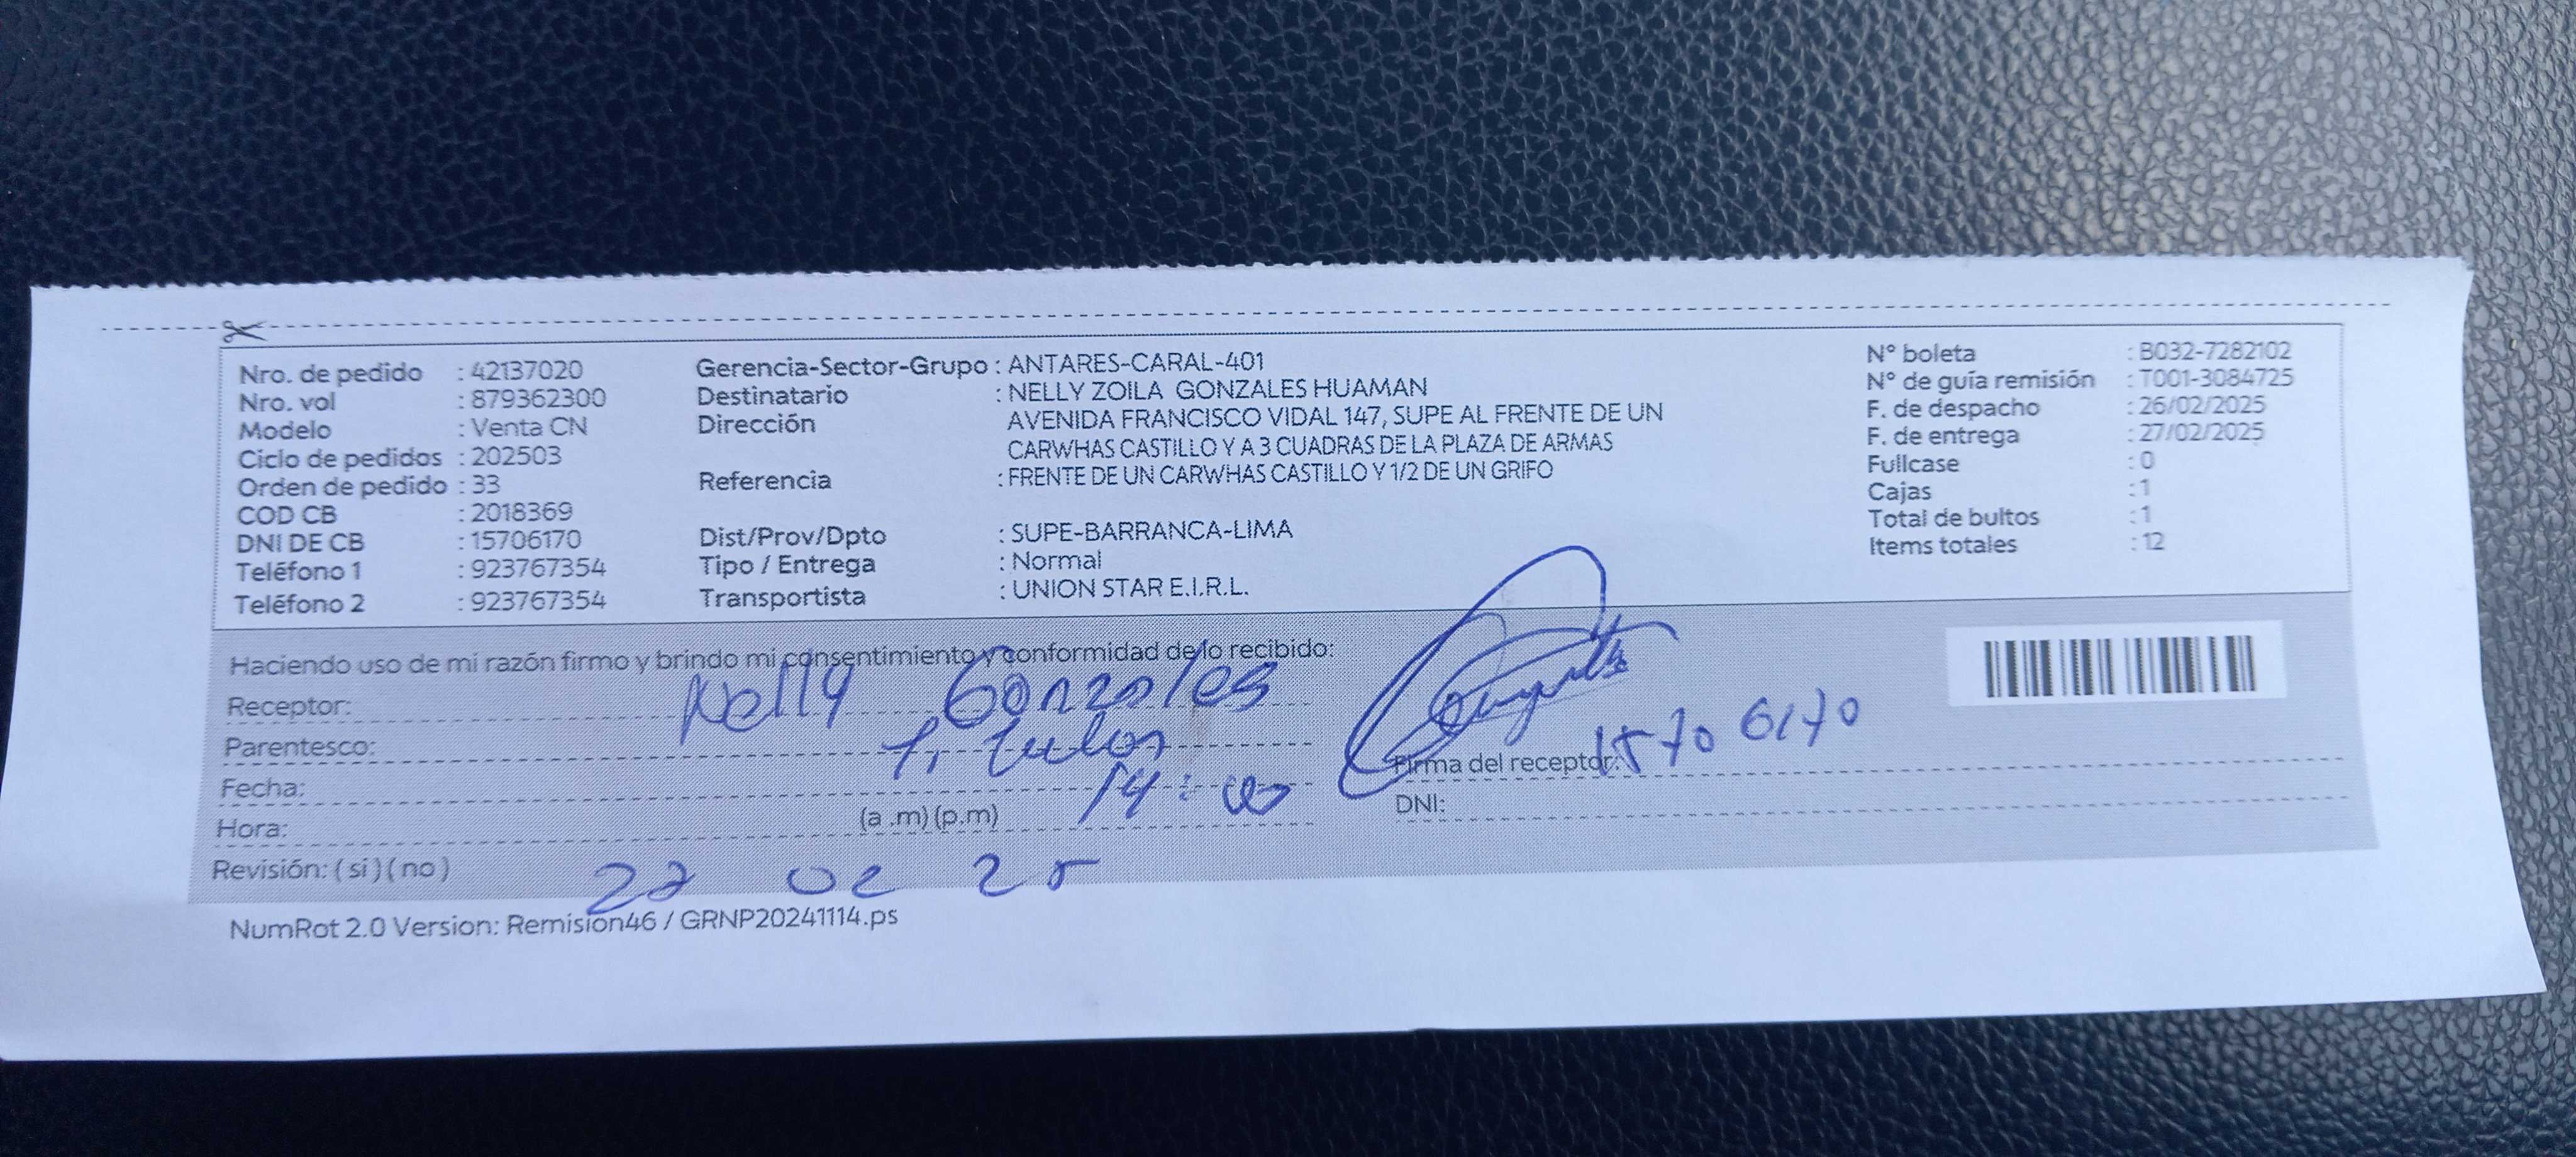 Nro. de pedido : 42137020
Nro. vol : 879362300
Modelo : Venta CN
Ciclo de pedidos : 202503
Orden de pedido : 33
COD CB : 2018369
DNI DE CB : 15706170
Teléfono 1 : 923767354
Teléfono 2 : 923767354
Gerencia-Sector-Grupo : ANTARES-CARAL-401
Destinatario : NELLY ZOILA GONZALES HUAMAN
Dirección AVENIDA FRANCISCO VIDAL 147, SUPE AL FRENTE DE UN
CARWHAS CASTILLO Y A 3 CUADRAS DE LA PLAZA DE ARMAS
Referencia : FRENTE DE UN CARWHAS CASTILLO Y 1/2 DE UN GRIFO
Dist/Prov/Dpto : SUPE-BARRANCA-LIMA
Tipo / Entrega : Normal
Transportista : UNION STAR E.I.R.L.
N° boleta : B032-7282102
N° de guía remisión : T001-3084725
F. de despacho : 26/02/2025
F. de entrega : 27/02/2025
Fullcase : 0
Cajas : 1
Total de bultos : 1
Items totales : 12
Haciendo uso de mi razón firmo y brindo mi consentimiento y conformidad de lo recibido:
Receptor: Nelly Gonzales
Parentesco:
Fecha:
Hora: (a .m) (p.m) 14:00
Revisión: ( si ) ( no )
Firma del receptor: 15706170
DNI:
NumRot 2.0 Version: Remision46 / GRNP20241114.ps